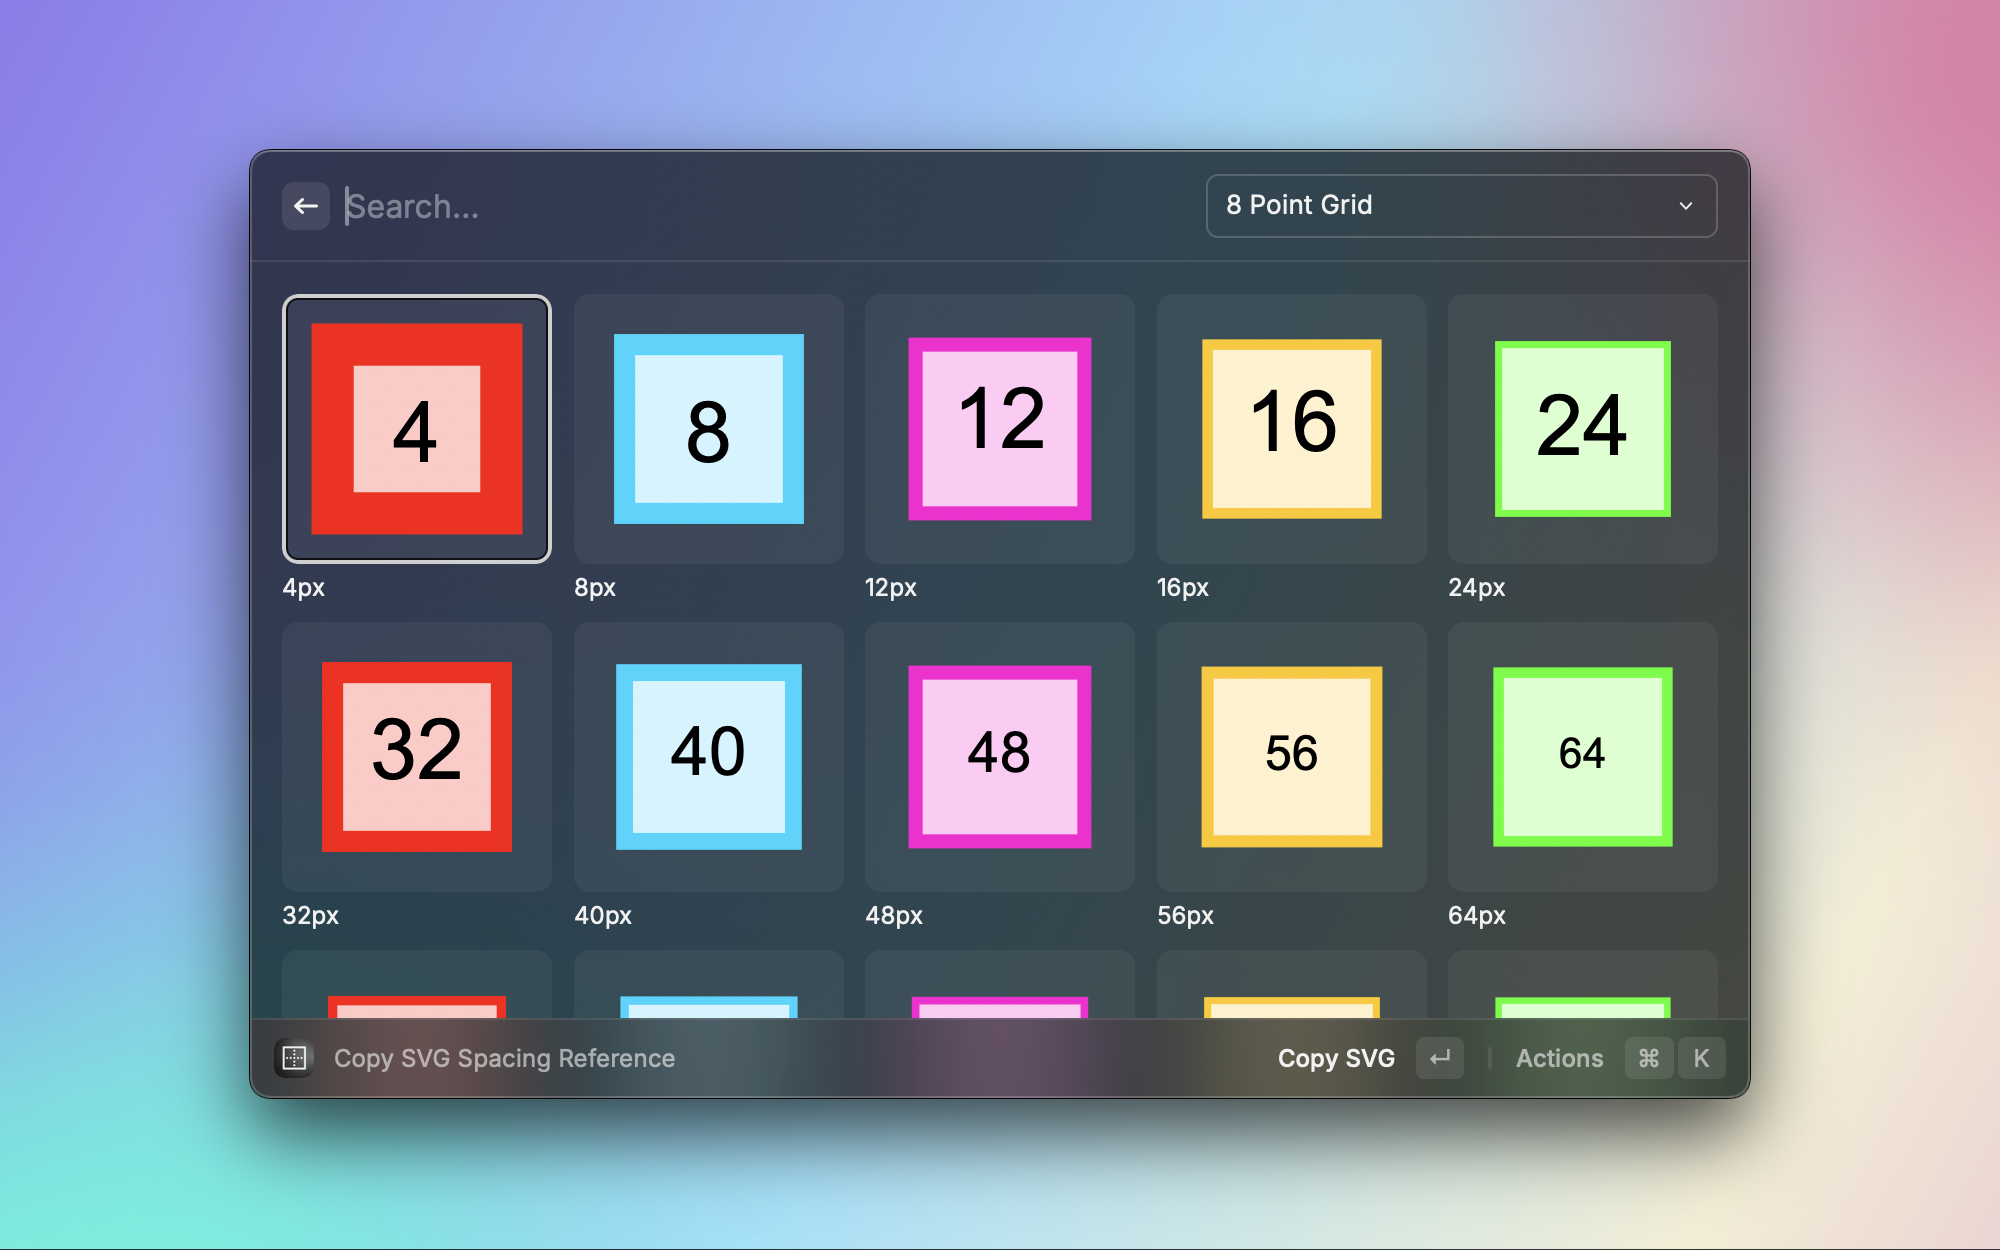 Search...
8 Point Grid
4
8
12
16
24
4px
8px
12px
16px
24px
32
40
48
56
64
32px
40px
48px
56px
64px
Copy SVG Spacing Reference
Copy SVG
Actions
⌘
K